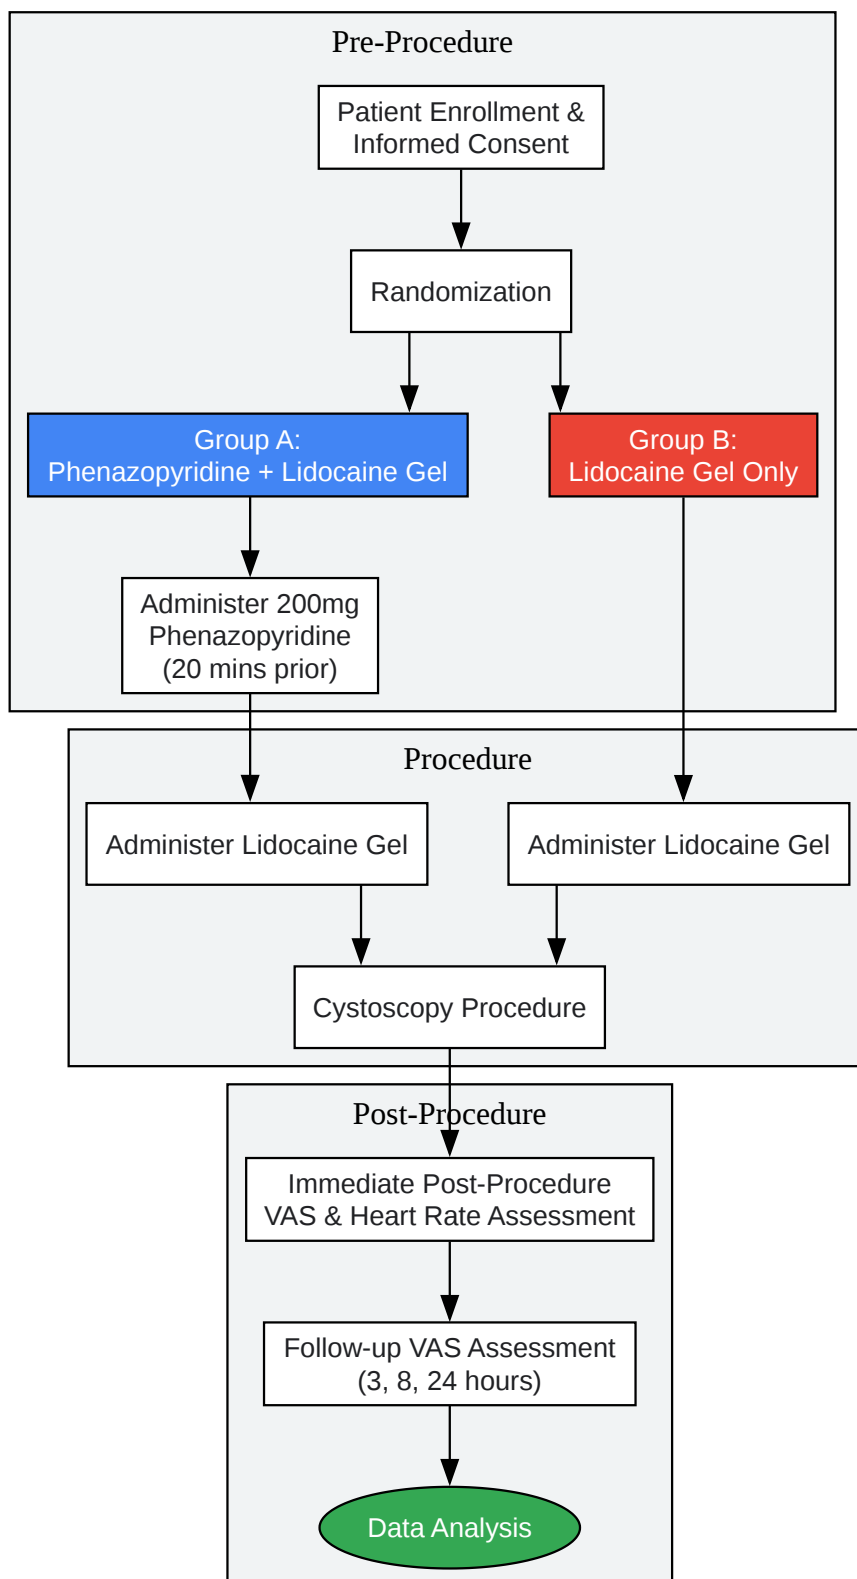 Pre-Procedure
Patient Enrollment &
Informed Consent
Randomization
Group A:
Phenazopyridine + Lidocaine Gel
Group B:
Lidocaine Gel Only
Administer 200mg
Phenazopyridine
(20 mins prior)
Procedure
Administer Lidocaine Gel
Administer Lidocaine Gel
Cystoscopy Procedure
Post-Procedure
Immediate Post-Procedure
VAS & Heart Rate Assessment
Follow-up VAS Assessment
(3, 8, 24 hours)
Data Analysis